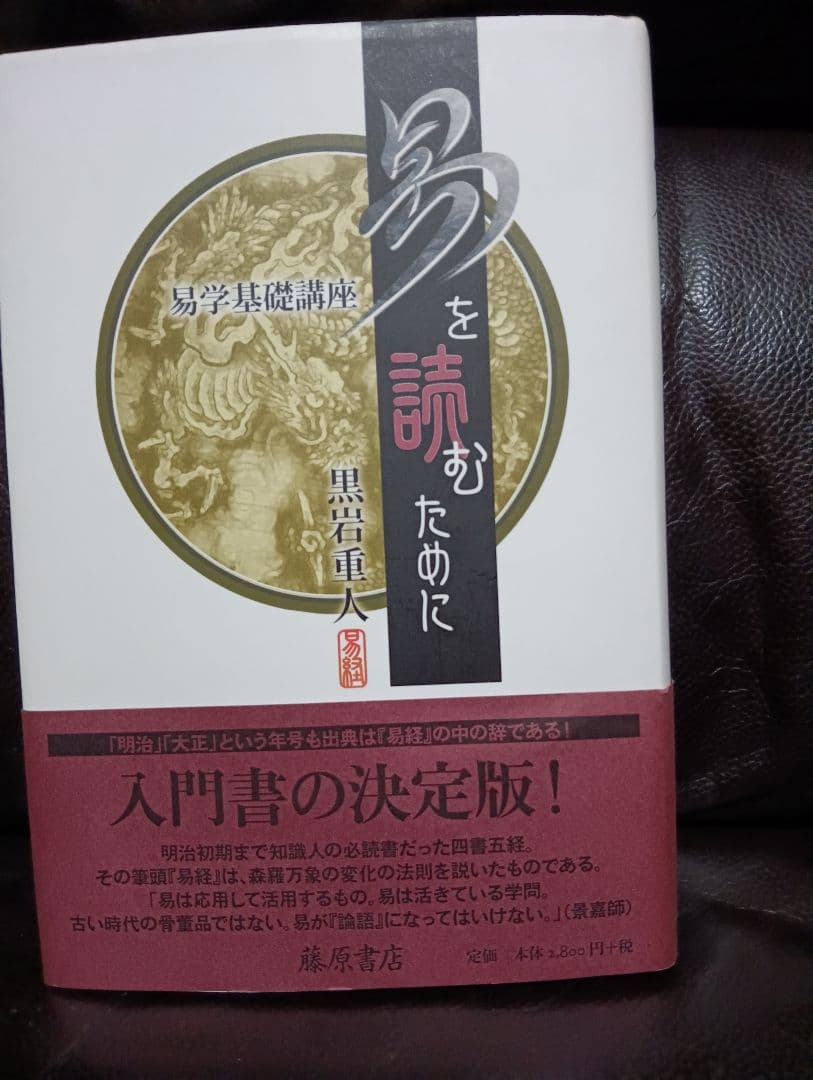 易を読むために
易学基礎講座
黒岩重人
易経
「明治」「大正」という年号も出典は『易経』の中の辞である！
入門書の決定版！
明治初期まで知識人の必読書だった四書五経。
その筆頭『易経』は、森羅万象の変化の法則を説いたものである。
「易は応用して活用するもの。易は活きている学問。
古い時代の骨董品ではない。易が『論語』になってはいけない。」（景嘉師）
藤原書店
定価 本体2,800円+税